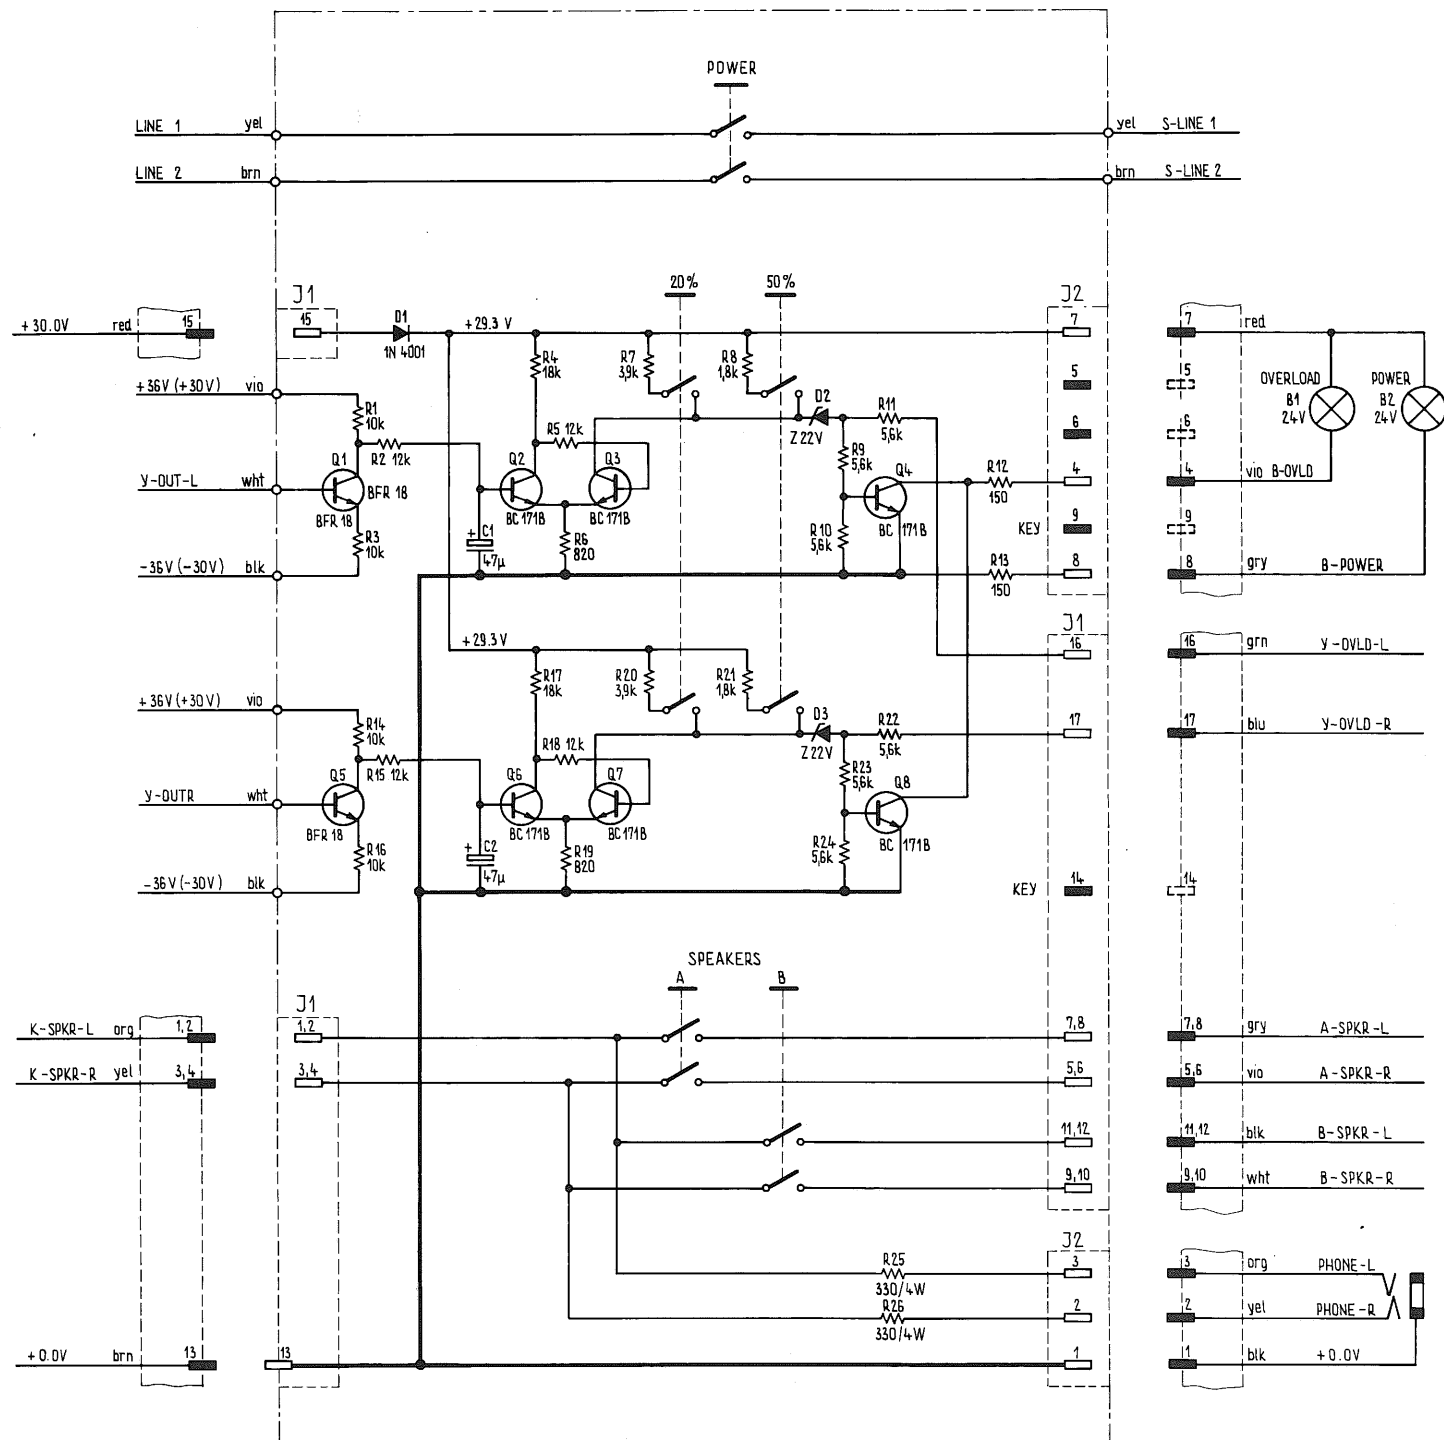 POWER
LINE 1 yel
yel S-LINE 1
LINE 2 brn
brn S-LINE 2
20% 50%
J1
J2
+30.0V red 15
15
D1
1N 4001
+29.3 V
7
7 red
R4
18k
R7
3,9k
R8
1,8k
5
5
OVERLOAD
B1
24V
POWER
B2
24V
+36V (+30V) vio
R1
10k
D2
Z 22V
R11
5,6k
6
6
R2 12k
R5 12k
R9
5,6k
Q1
BFR 18
BFR 18
Q2
BC 171B
Q3
BC 171B
Q4
BC 171B
R12
150
4
4 vio B-OVLD
Y-OUT-L wht
R3
10k
+ C1
47µ
R6
820
R10
5,6k
KEY 9
9
-36V (-30V) blk
R13
150
8
8 gry B-POWER
J1
+29.3 V
16
16 grn Y-OVLD-L
R17
18k
R20
3,9k
R21
1,8k
+36V (+30V) vio
R14
10k
D3
Z 22V
R22
5,6k
17
17 blu Y-OVLD-R
R15 12k
R18 12k
R23
5,6k
Q5
BFR 18
Q6
BC 171B
Q7
BC 171B
Q8
BC 171B
Y-OUTR wht
R16
10k
+ C2
47µ
R19
820
R24
5,6k
-36V (-30V) blk
KEY 14
14
SPEAKERS
A B
J1
K-SPKR-L org 1,2
1,2
7,8
7,8 gry A-SPKR-L
K-SPKR-R yel 3,4
3,4
5,6
5,6 vio A-SPKR-R
11,12
11,12 blk B-SPKR-L
9,10
9,10 wht B-SPKR-R
J2
R25
330/4W
3
3 org PHONE-L
R26
330/4W
2
2 yel PHONE-R
+0.0V brn 13
13
1
1 blk +0.0V